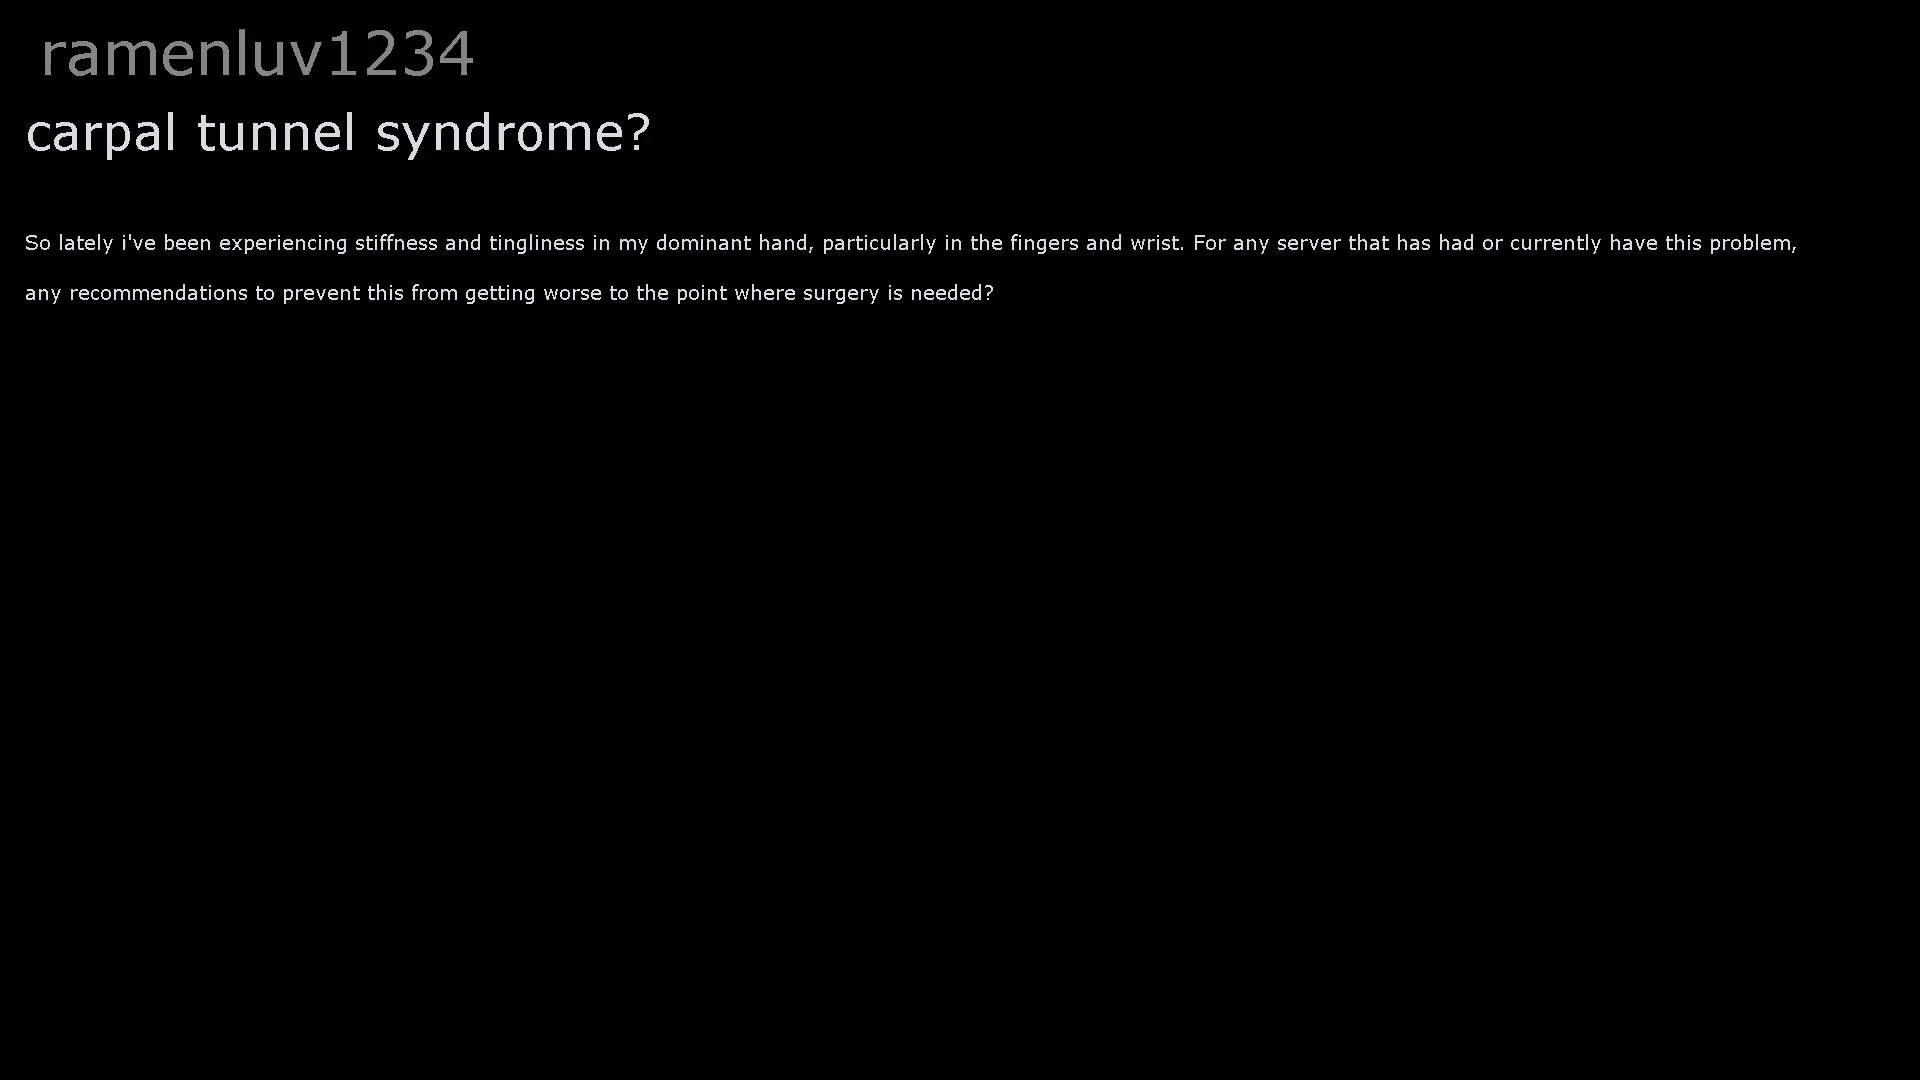 ramenluv1234
carpal tunnel syndrome?
So lately i've been experiencing stiffness and tingliness in my dominant hand, particularly in the fingers and wrist. For any server that has had or currently have this problem,
any recommendations to prevent this from getting worse to the point where surgery is needed?